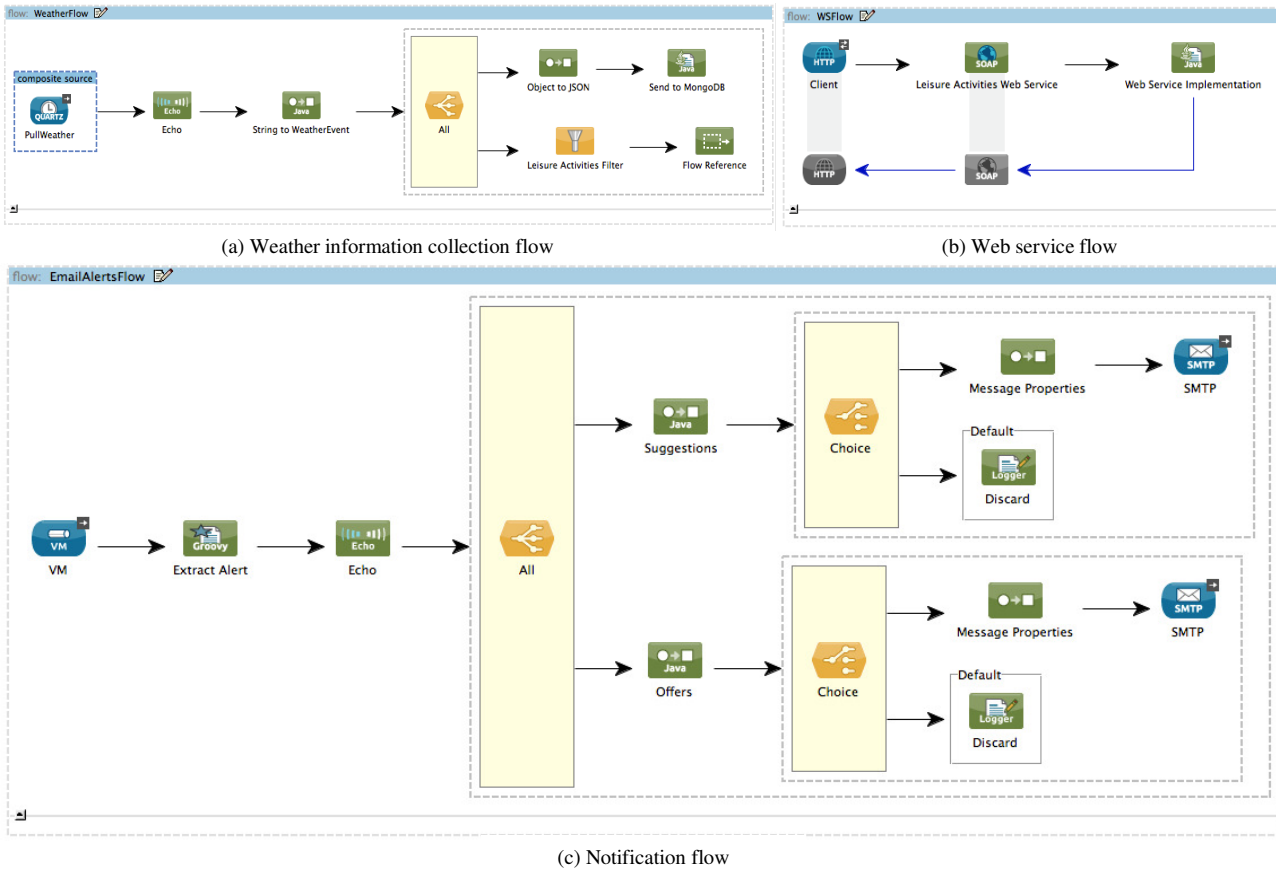 flow: WeatherFlow
composite source
QUARTZ
PullWeather
Echo
Echo
Java
String to WeatherEvent
All
Object to JSON
Java
Send to MongoDB
Leisure Activities Filter
Flow Reference
(a) Weather information collection flow
flow: WSFlow
HTTP
Client
SOAP
Leisure Activities Web Service
Java
Web Service Implementation
HTTP
SOAP
(b) Web service flow
flow: EmailAlertsFlow
VM
VM
Groovy
Extract Alert
Echo
Echo
All
Java
Suggestions
Choice
Message Properties
SMTP
SMTP
Default
Logger
Discard
Java
Offers
Choice
Message Properties
SMTP
SMTP
Default
Logger
Discard
(c) Notification flow